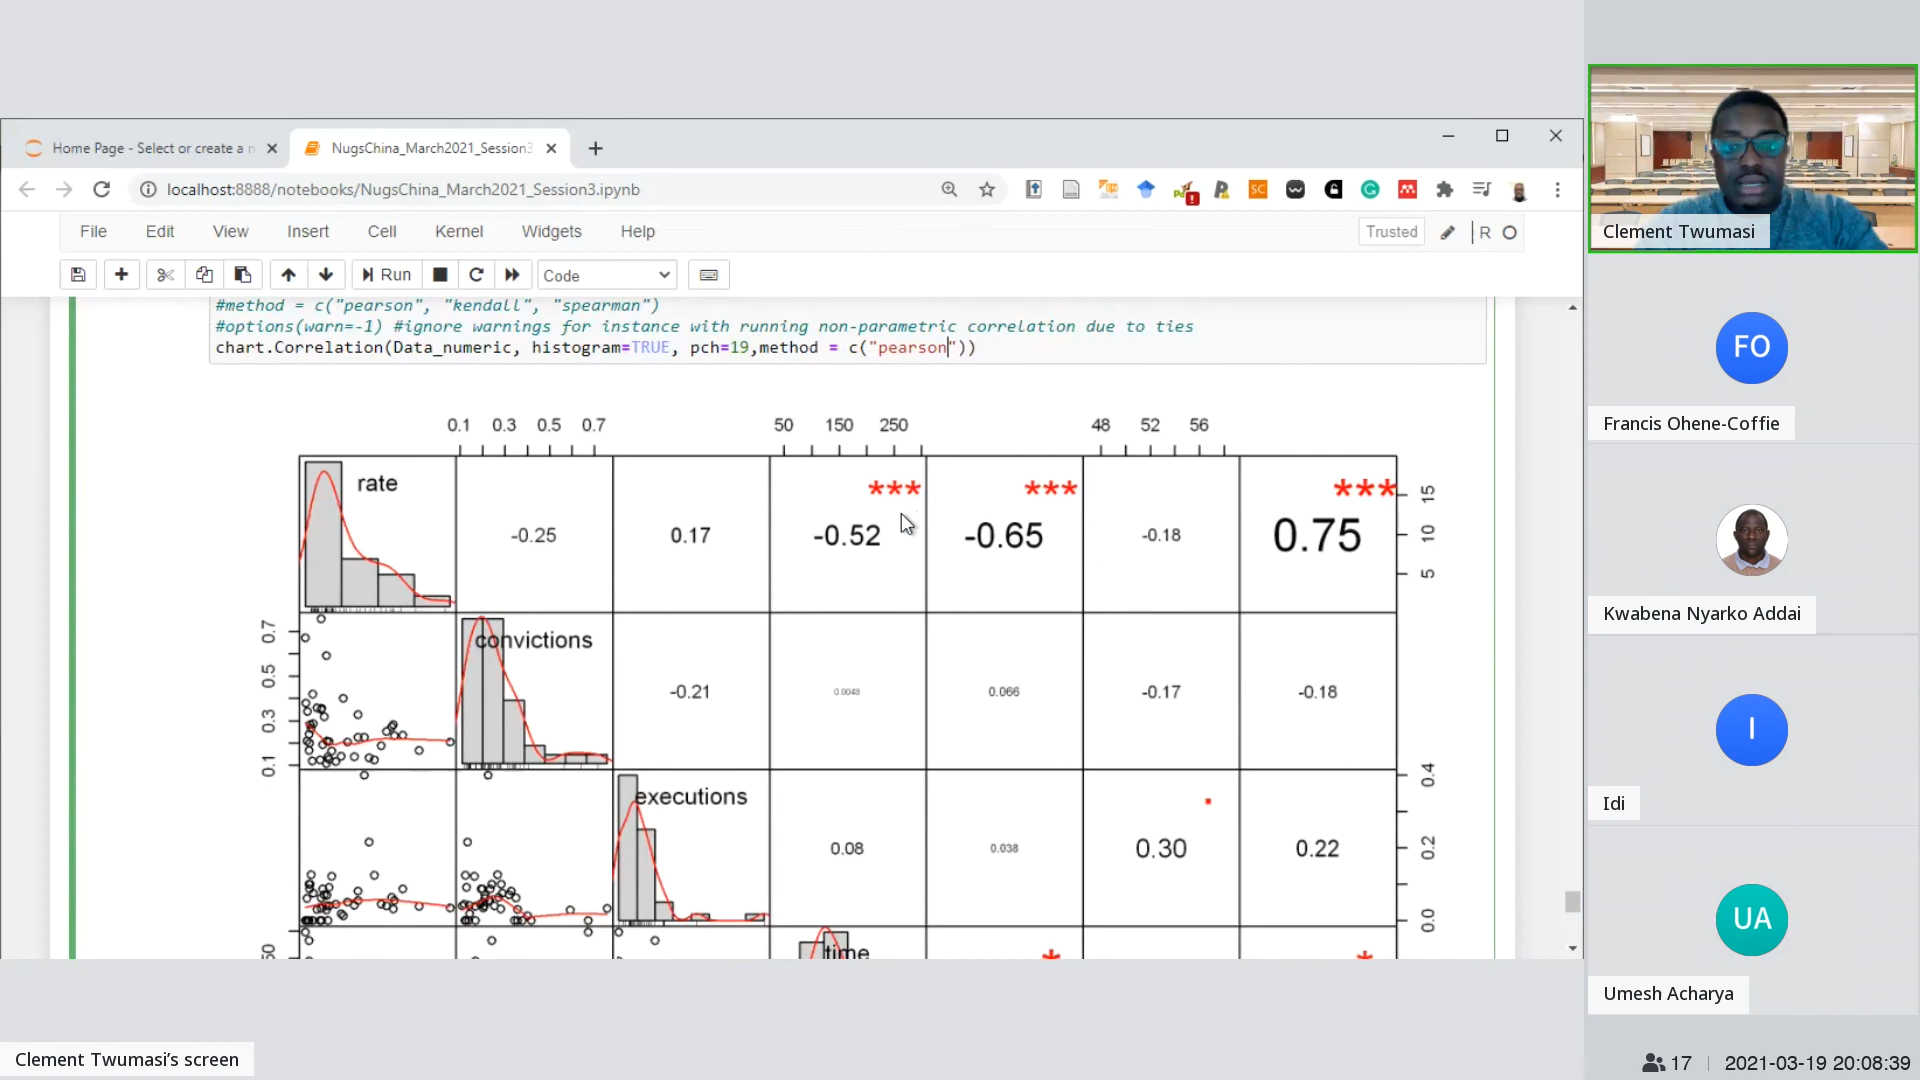 Home Page - Select or create a n
NugsChina_March2021_Session3
localhost:8888/notebooks/NugsChina_March2021_Session3.ipynb
SC
File Edit View Insert Cell Kernel Widgets Help
Trusted
R
Run
Code
#method = c("pearson", "kendall", "spearman")
#options(warn=-1) #ignore warnings for instance with running non-parametric correlation due to ties
chart.Correlation(Data_numeric, histogram=TRUE, pch=19,method = c("pearson"))
0.1 0.3 0.5 0.7
50 150 250
48 52 56
rate
-0.25
0.17
***
-0.52
***
-0.65
-0.18
***
0.75
5 10 15
0.1 0.3 0.5 0.7
convictions
-0.21
0.0048
0.066
-0.17
-0.18
executions
0.08
0.038
0.30
0.22
0.0 0.2 0.4
time
*
*
Clement Twumasi
FO
Francis Ohene-Coffie
Kwabena Nyarko Addai
I
Idi
UA
Umesh Acharya
Clement Twumasi's screen
17
2021-03-19 20:08:39